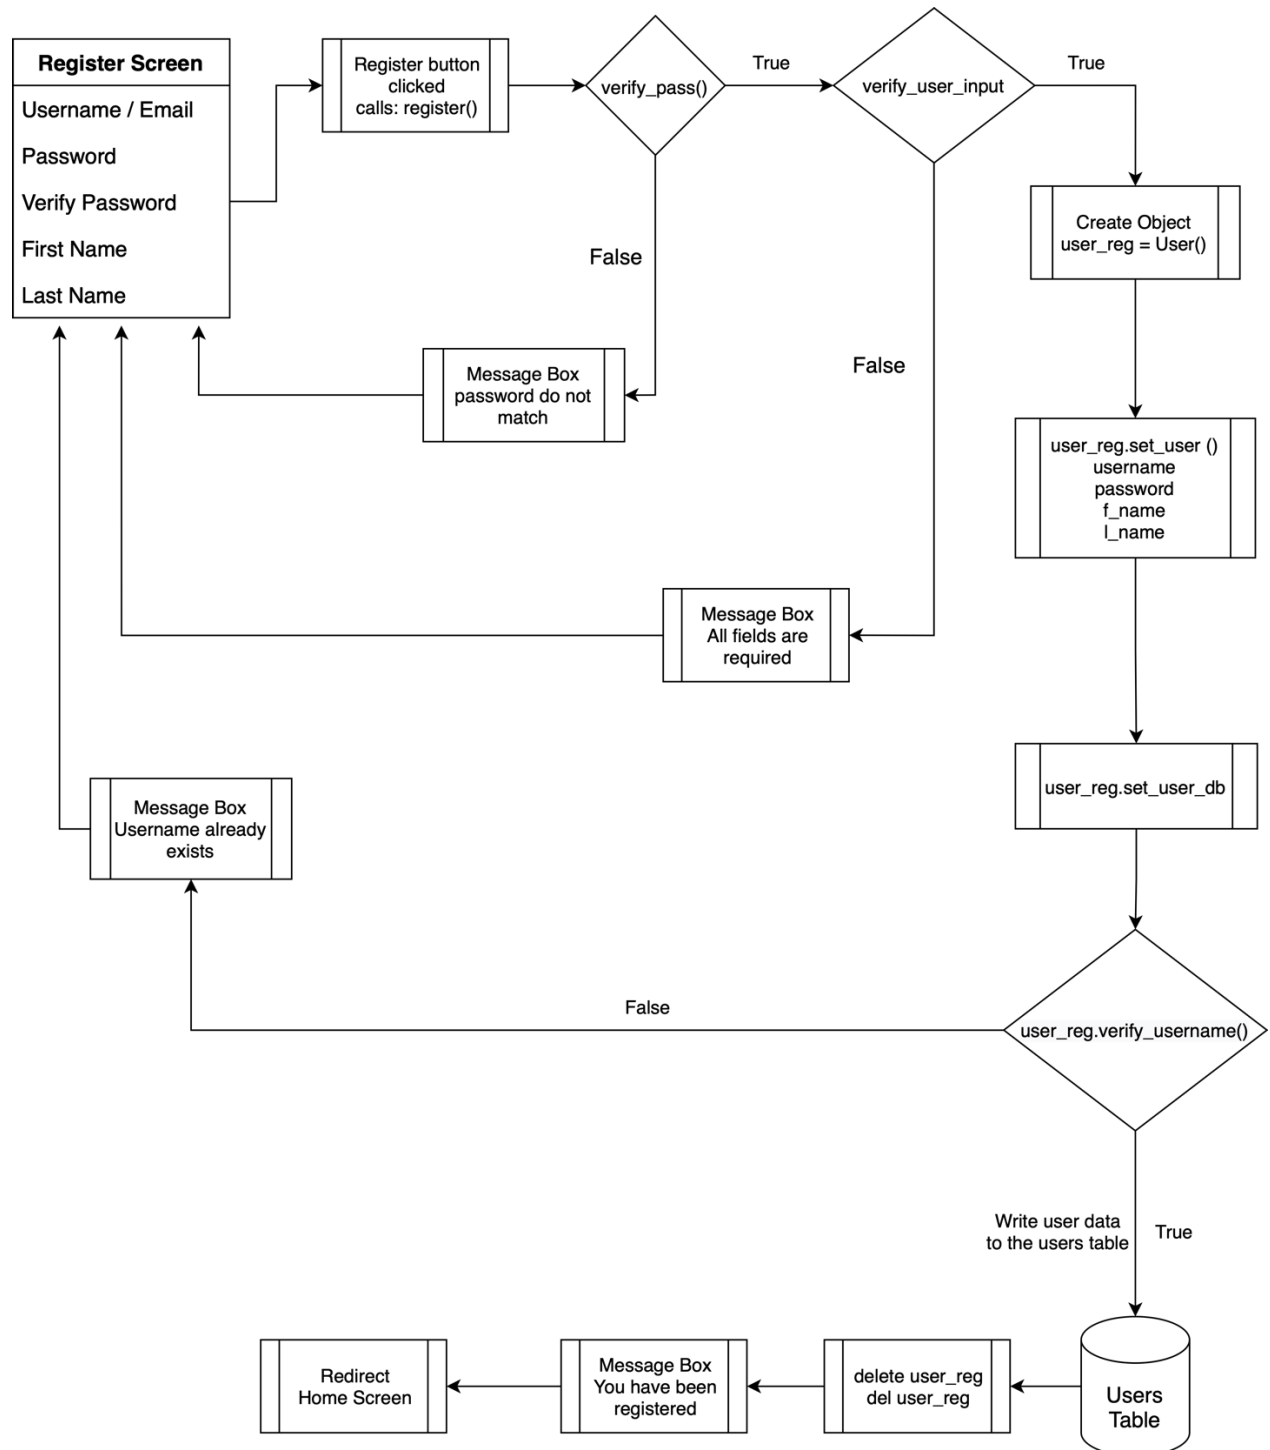 Register Screen
Username / Email
Password
Verify Password
First Name
Last Name
Register button
clicked
calls: register()
verify_pass()
True
verify_user_input
True
Create Object
user_reg = User()
False
Message Box
password do not
match
False
user_reg.set_user ()
username
password
f_name
l_name
Message Box
All fields are
required
user_reg.set_user_db
Message Box
Username already
exists
False
user_reg.verify_username()
Write user data
to the users table
True
Users
Table
delete user_reg
del user_reg
Message Box
You have been
registered
Redirect
Home Screen